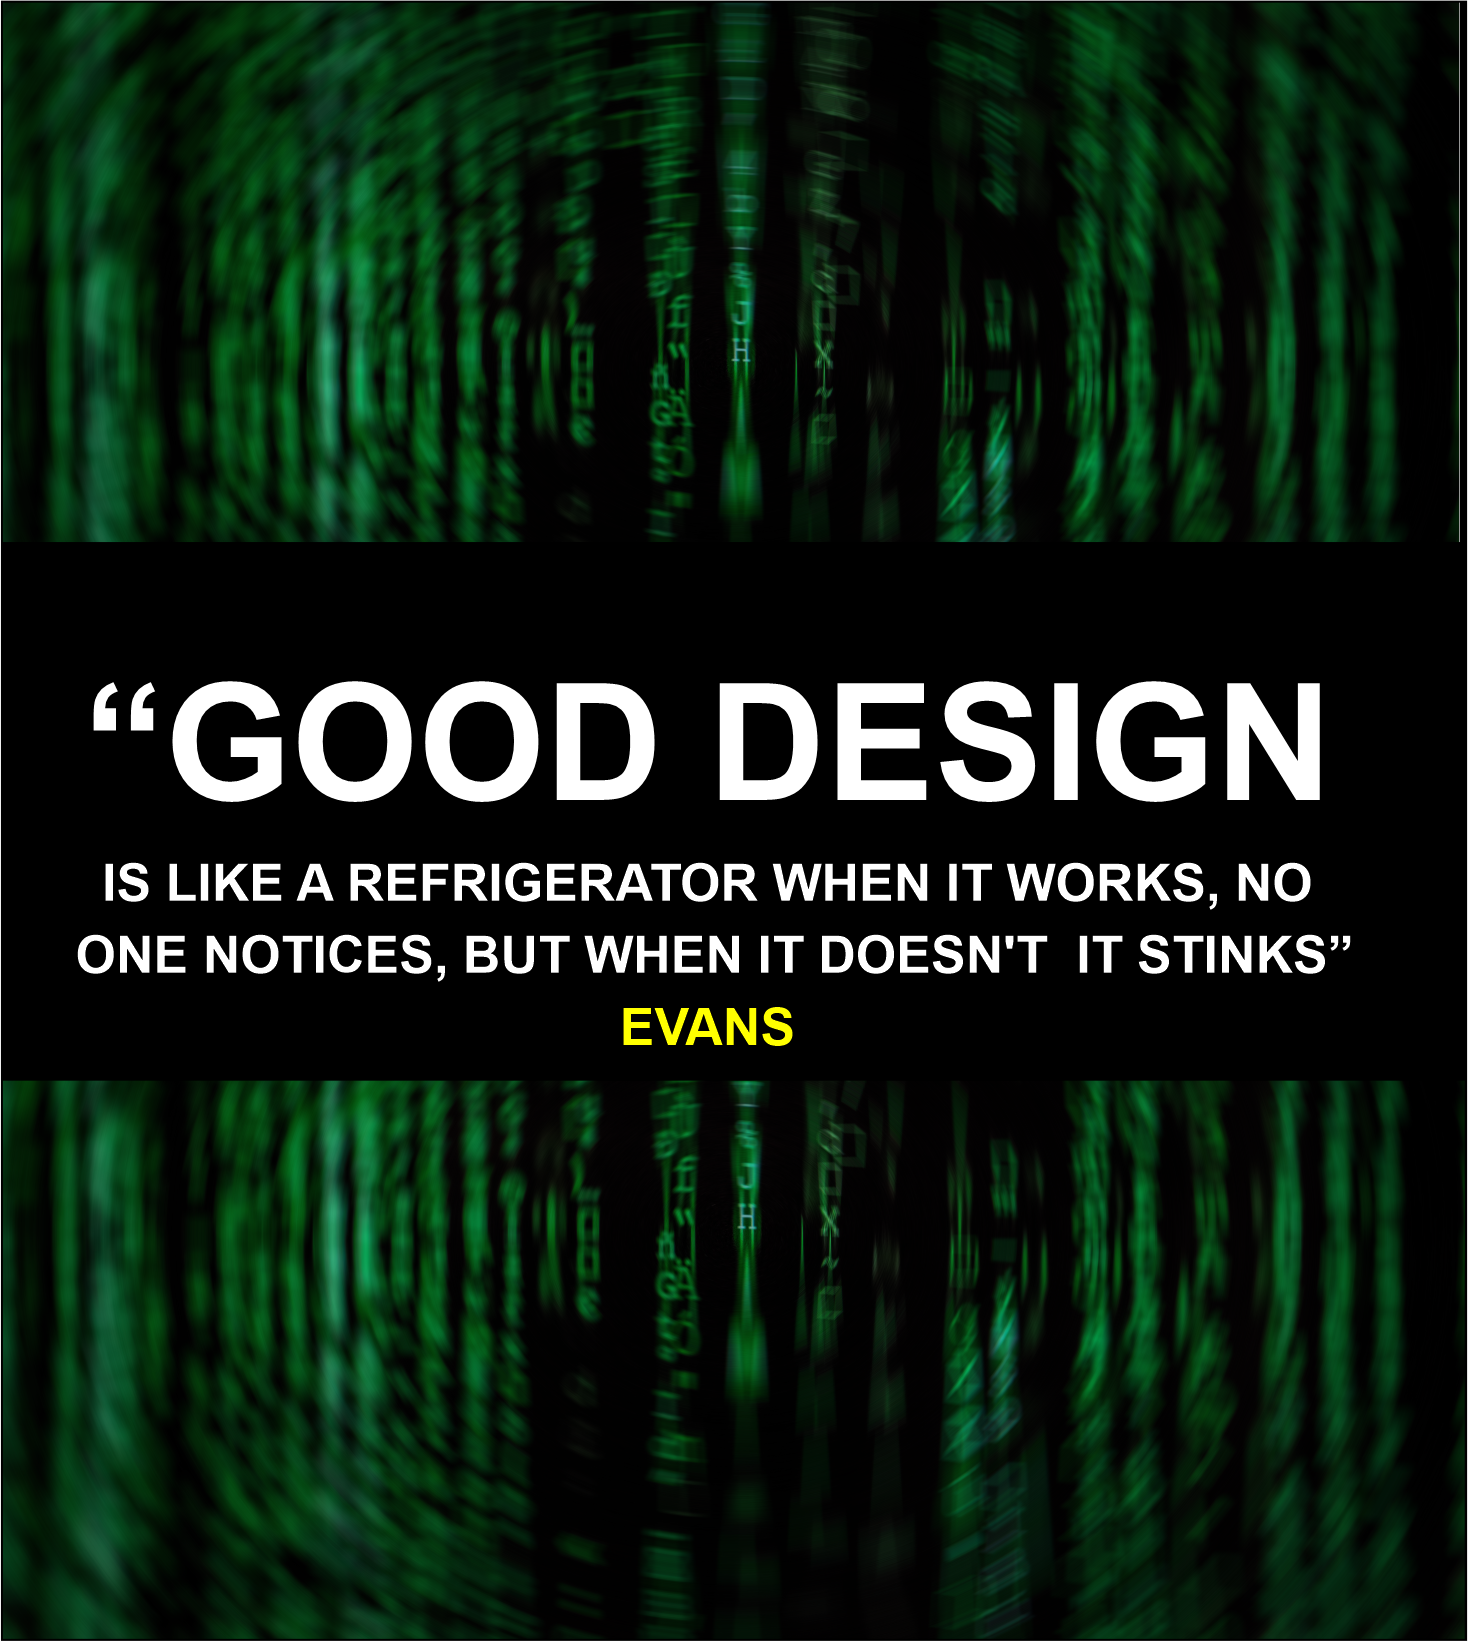 “GOOD DESIGN
IS LIKE A REFRIGERATOR WHEN IT WORKS, NO
ONE NOTICES, BUT WHEN IT DOESN'T  IT STINKS”
EVANS